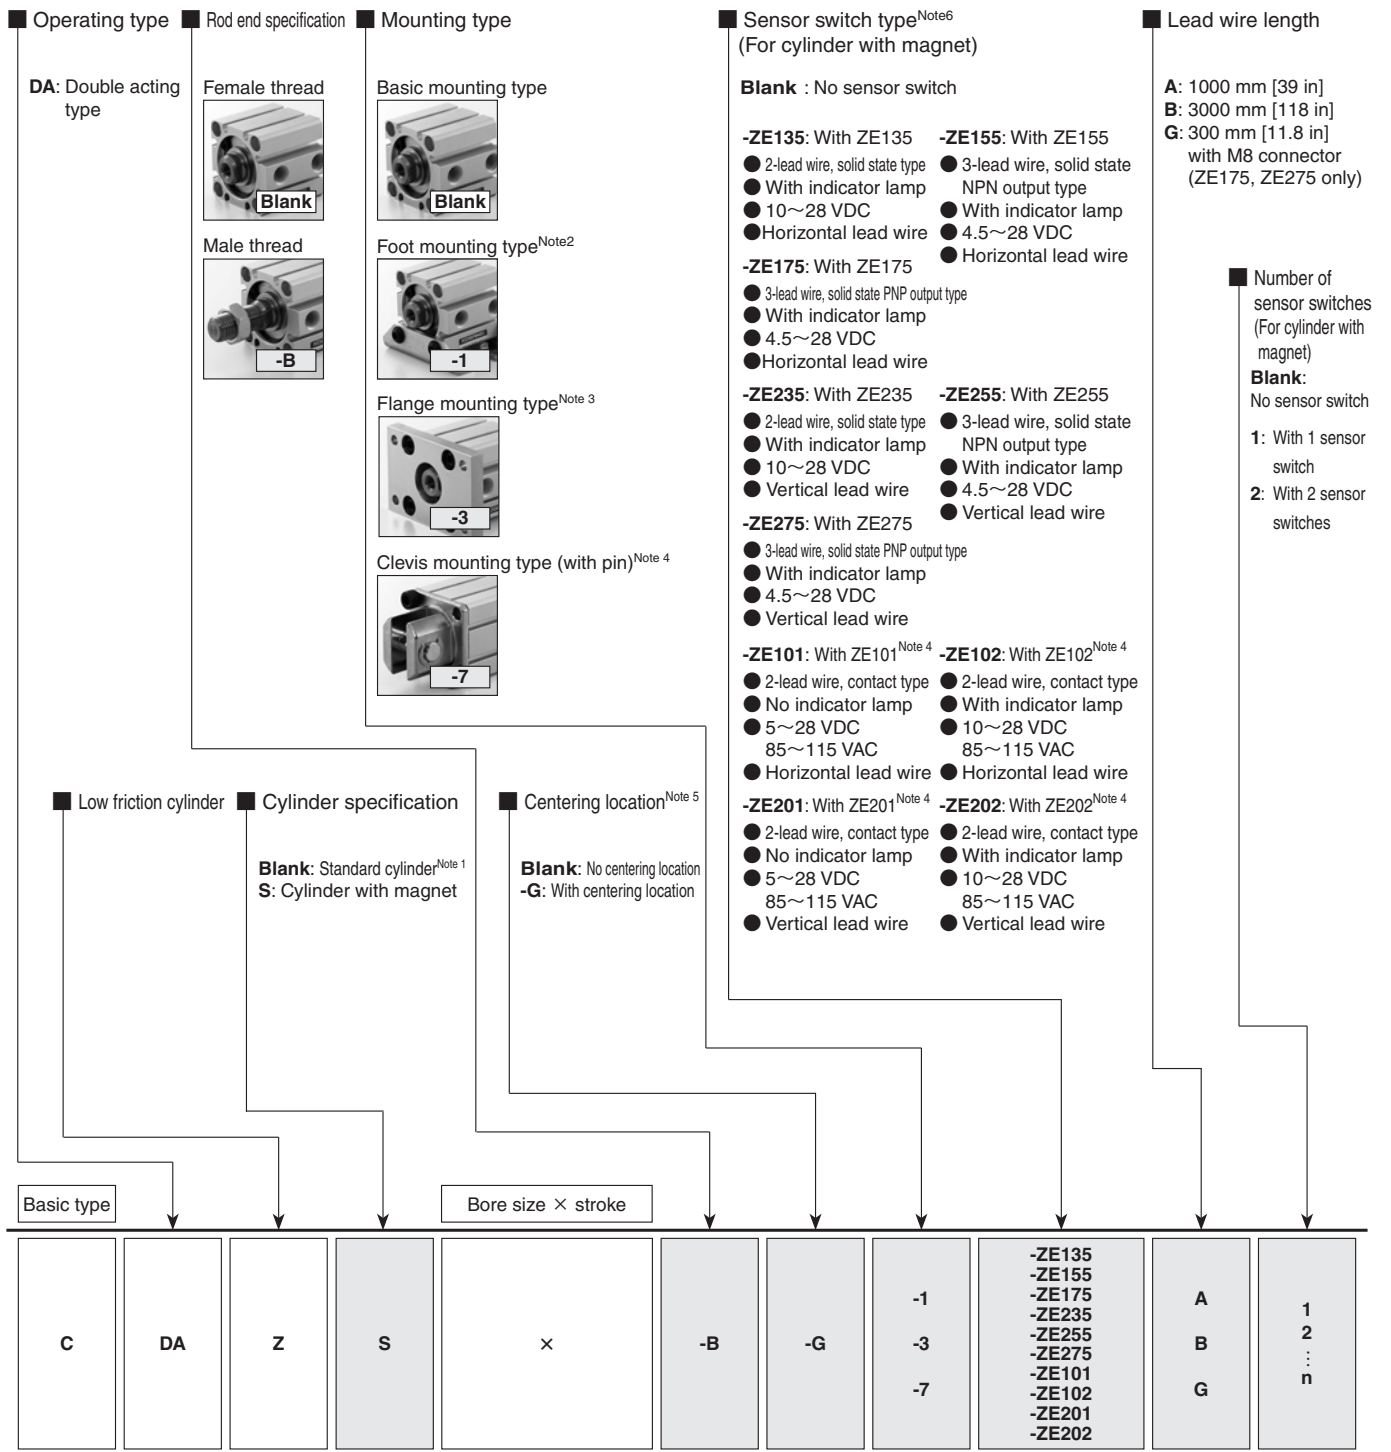 ■ Operating type
DA: Double acting
type
■ Rod end specification
Female thread
Blank
Male thread
-B
■ Mounting type
Basic mounting type
Blank
Foot mounting typeNote2
-1
Flange mounting typeNote 3
-3
Clevis mounting type (with pin)Note 4
-7
■ Sensor switch typeNote6
(For cylinder with magnet)
Blank : No sensor switch
-ZE135: With ZE135
● 2-lead wire, solid state type
● With indicator lamp
● 10～28 VDC
●Horizontal lead wire
-ZE155: With ZE155
● 3-lead wire, solid state
NPN output type
● With indicator lamp
● 4.5～28 VDC
● Horizontal lead wire
-ZE175: With ZE175
● 3-lead wire, solid state PNP output type
● With indicator lamp
● 4.5～28 VDC
●Horizontal lead wire
-ZE235: With ZE235
● 2-lead wire, solid state type
● With indicator lamp
● 10～28 VDC
● Vertical lead wire
-ZE255: With ZE255
● 3-lead wire, solid state
NPN output type
● With indicator lamp
● 4.5～28 VDC
● Vertical lead wire
-ZE275: With ZE275
● 3-lead wire, solid state PNP output type
● With indicator lamp
● 4.5～28 VDC
● Vertical lead wire
-ZE101: With ZE101Note 4
● 2-lead wire, contact type
● No indicator lamp
● 5～28 VDC
85～115 VAC
● Horizontal lead wire
-ZE102: With ZE102Note 4
● 2-lead wire, contact type
● With indicator lamp
● 10～28 VDC
85～115 VAC
● Horizontal lead wire
-ZE201: With ZE201Note 4
● 2-lead wire, contact type
● No indicator lamp
● 5～28 VDC
85～115 VAC
● Vertical lead wire
-ZE202: With ZE202Note 4
● 2-lead wire, contact type
● With indicator lamp
● 10～28 VDC
85～115 VAC
● Vertical lead wire
■ Lead wire length
A: 1000 mm [39 in]
B: 3000 mm [118 in]
G: 300 mm [11.8 in]
with M8 connector
(ZE175, ZE275 only)
■ Number of
sensor switches
(For cylinder with
magnet)
Blank:
No sensor switch
1: With 1 sensor
switch
2: With 2 sensor
switches
■ Low friction cylinder
■ Cylinder specification
Blank: Standard cylinderNote 1
S: Cylinder with magnet
■ Centering locationNote 5
Blank: No centering location
-G: With centering location
Basic type
Bore size × stroke
C
DA
Z
S
×
-B
-G
-1
-3
-7
-ZE135
-ZE155
-ZE175
-ZE235
-ZE255
-ZE275
-ZE101
-ZE102
-ZE201
-ZE202
A
B
G
1
2
⋮
n